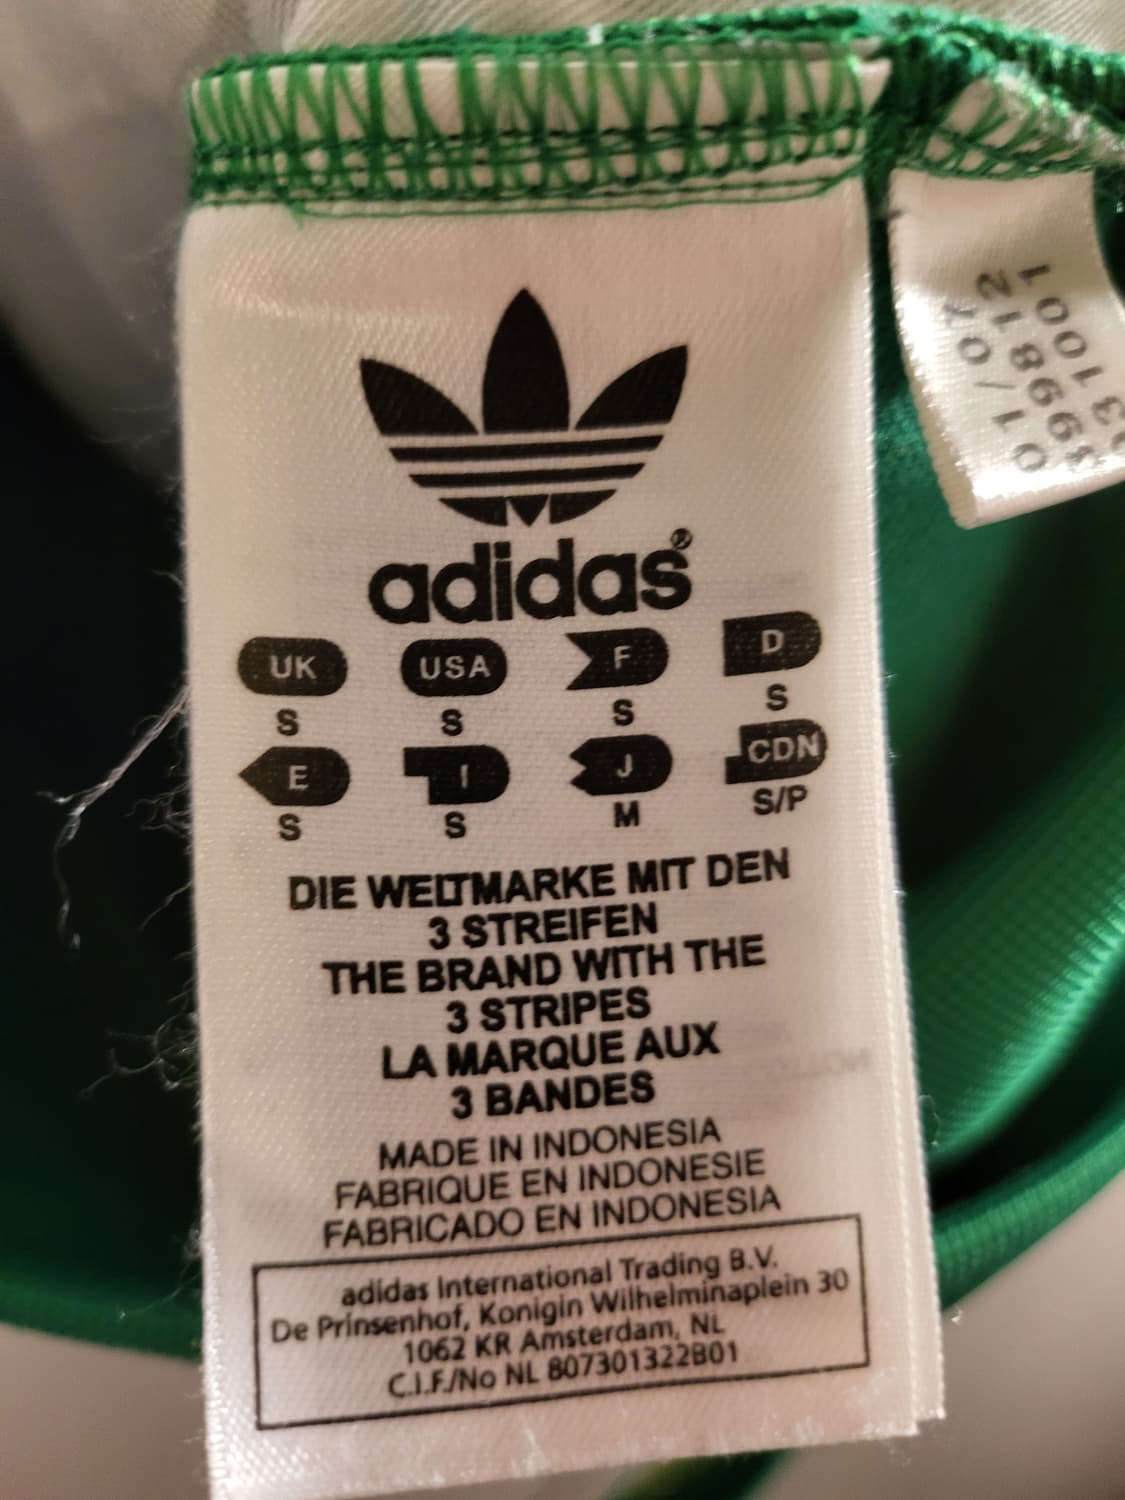 adidas®
UK USA F D
S S S S
E I J CDN
S S M S/P
DIE WELTMARKE MIT DEN
3 STREIFEN
THE BRAND WITH THE
3 STRIPES
LA MARQUE AUX
3 BANDES
MADE IN INDONESIA
FABRIQUE EN INDONESIE
FABRICADO EN INDONESIA
adidas International Trading B.V.
De Prinsenhof, Konigin Wilhelminaplein 30
1062 KR Amsterdam, NL
C.I.F./No NL 807301322B01
01/07